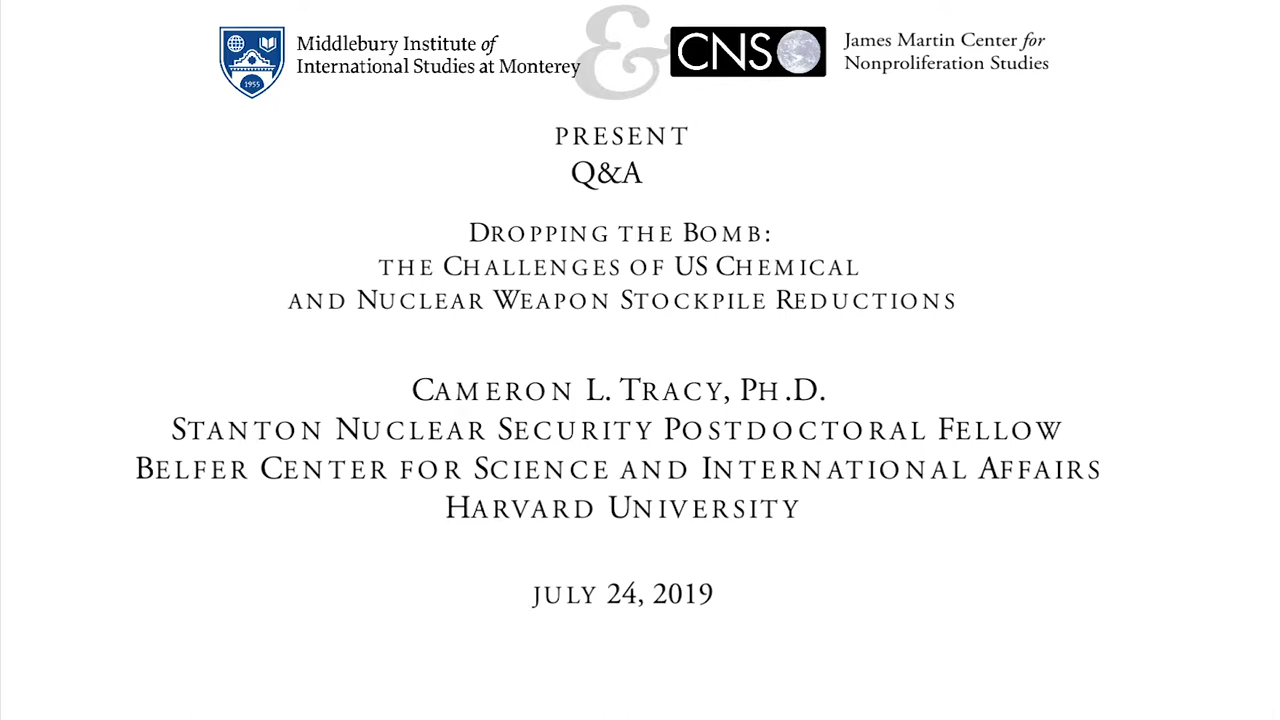 Middlebury Institute of
International Studies at Monterey
1955
&
CNS
James Martin Center for
Nonproliferation Studies
PRESENT
Q&A
DROPPING THE BOMB:
THE CHALLENGES OF US CHEMICAL
AND NUCLEAR WEAPON STOCKPILE REDUCTIONS
CAMERON L. TRACY, PH.D.
STANTON NUCLEAR SECURITY POSTDOCTORAL FELLOW
BELFER CENTER FOR SCIENCE AND INTERNATIONAL AFFAIRS
HARVARD UNIVERSITY
JULY 24, 2019